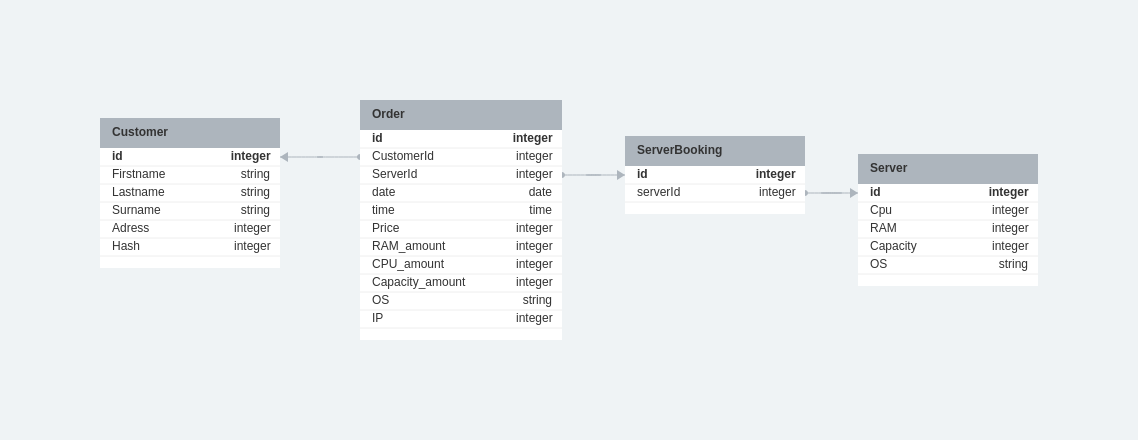 Customer
id integer
Firstname string
Lastname string
Surname string
Adress integer
Hash integer
Order
id integer
CustomerId integer
ServerId integer
date date
time time
Price integer
RAM_amount integer
CPU_amount integer
Capacity_amount integer
OS string
IP integer
ServerBooking
id integer
serverId integer
Server
id integer
Cpu integer
RAM integer
Capacity integer
OS string